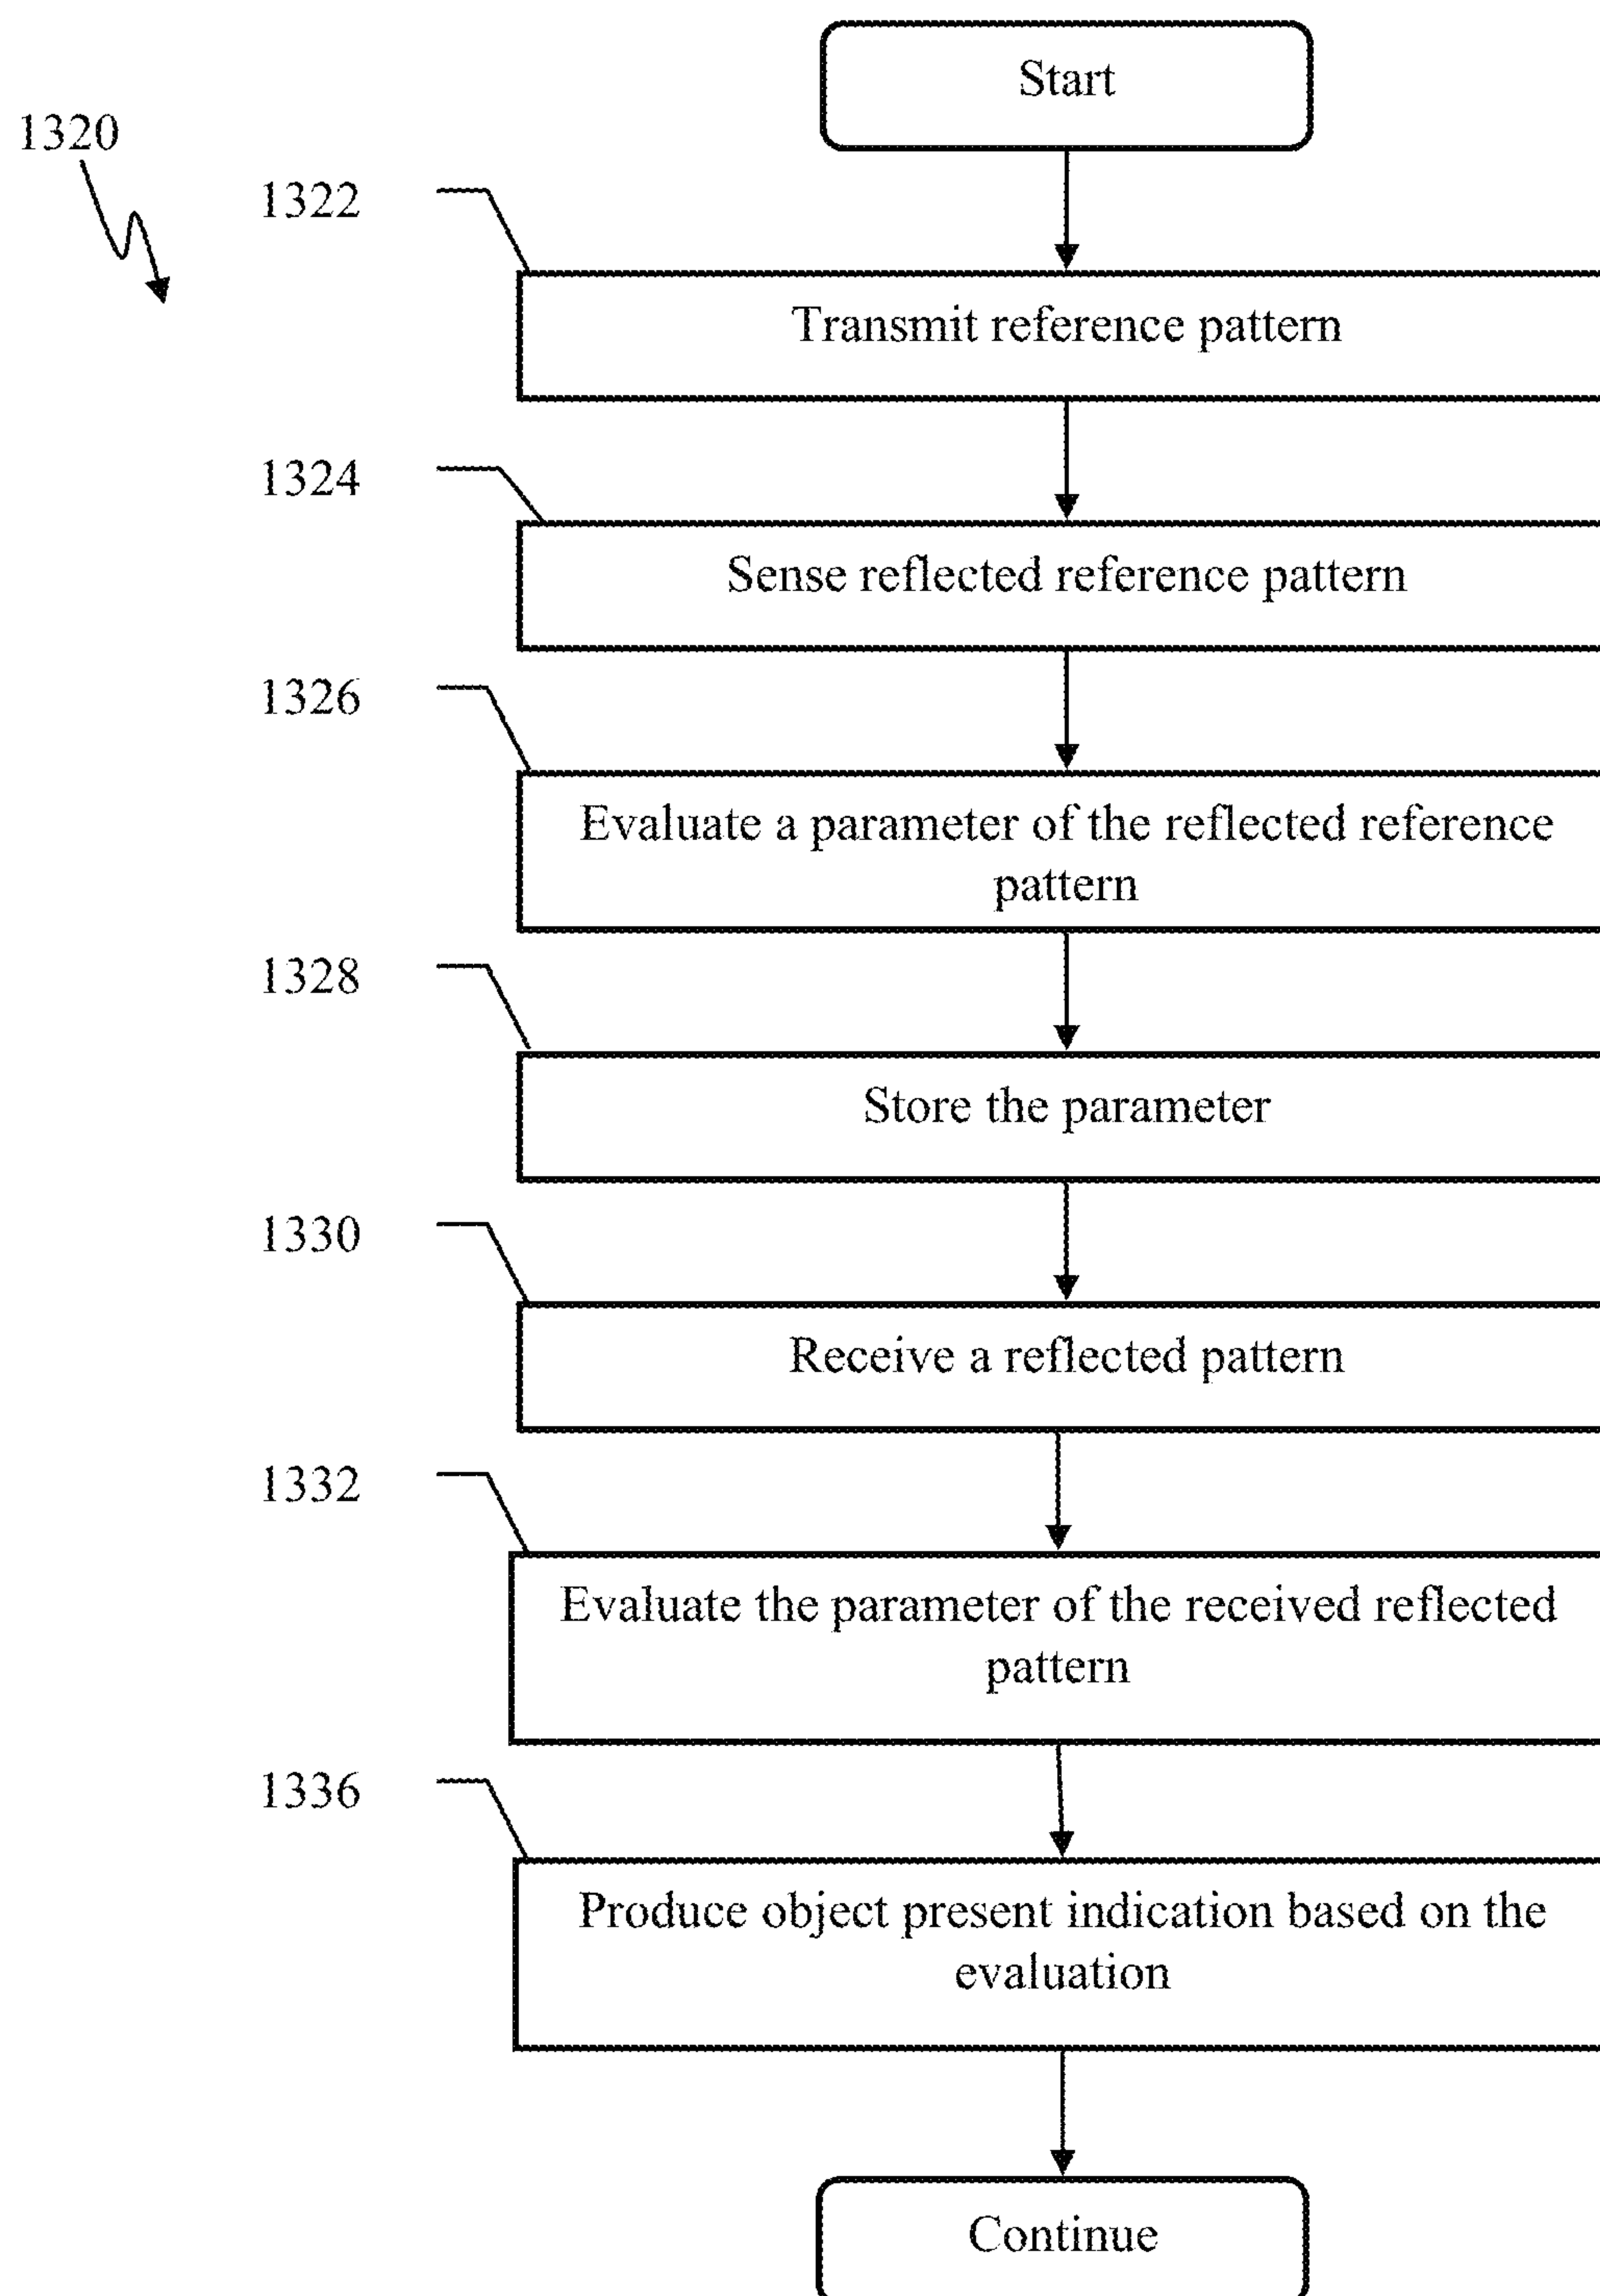 Start
1320
1322
Transmit reference pattern
1324
Sense reflected reference pattern
1326
Evaluate a parameter of the reflected reference
pattern
1328
Store the parameter
1330
Receive a reflected pattern
1332
Evaluate the parameter of the received reflected
pattern
1336
Produce object present indication based on the
evaluation
Continue